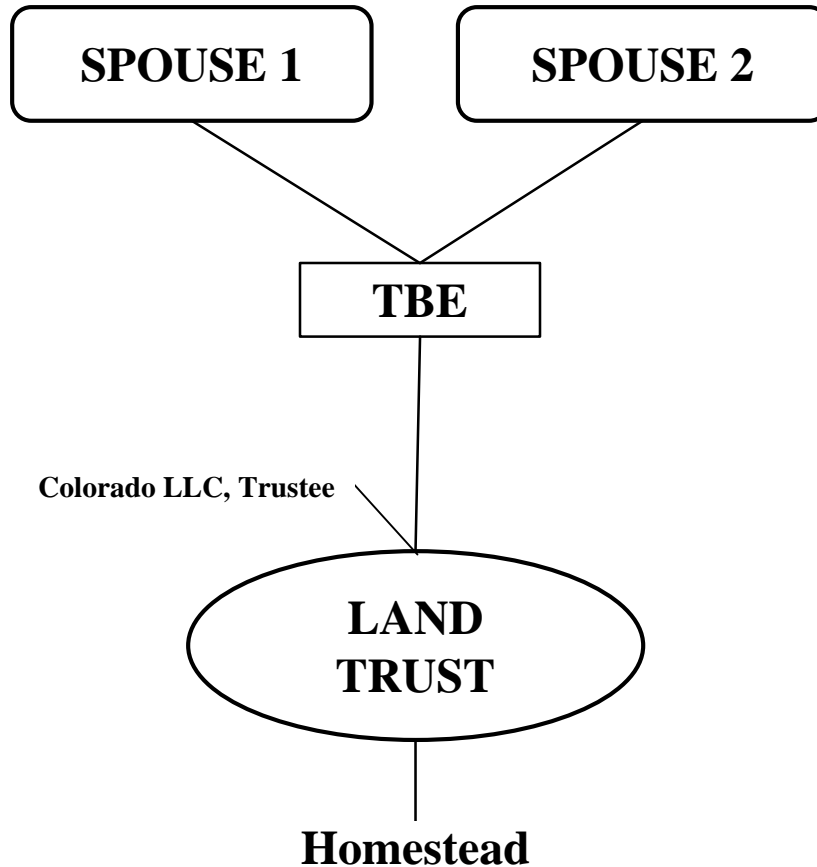 SPOUSE 1
SPOUSE 2
TBE
Colorado LLC, Trustee
LAND
TRUST
Homestead